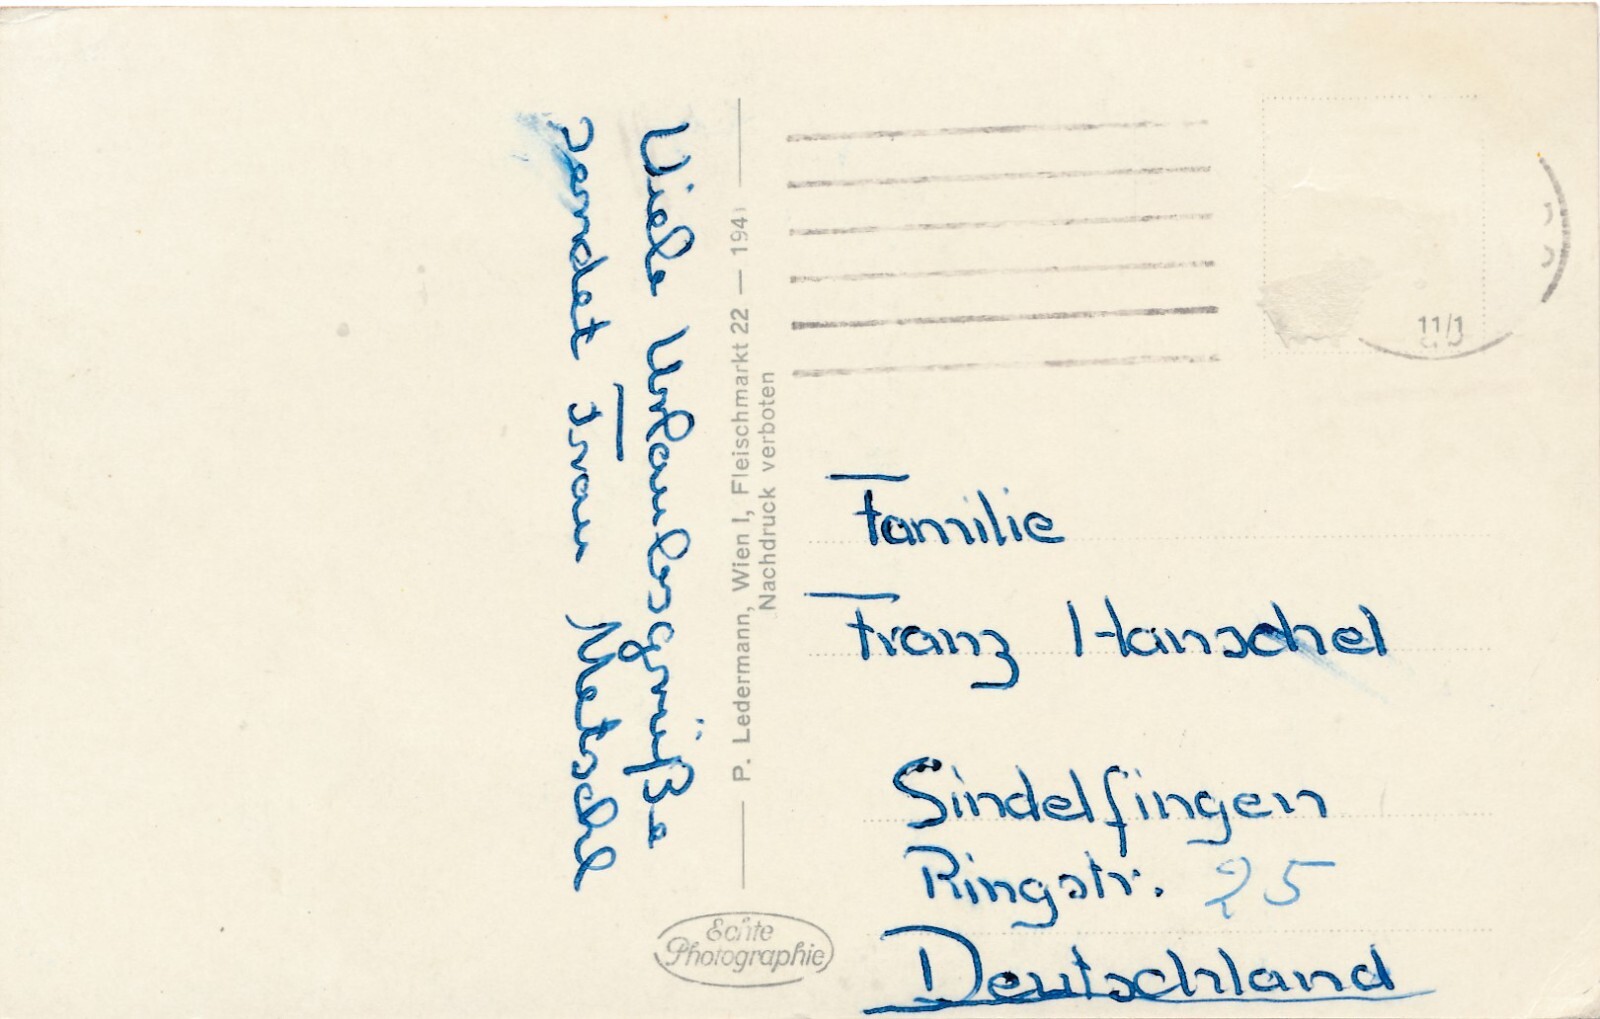 Viele Urlaubsgrüße
sendet Frau Metschl
P. Ledermann, Wien I, Fleischmarkt 22 — 1941
Nachdruck verboten
Echte
Photographie
11/1
Familie
Franz Hanschel
Sindelfingen
Ringstr. 25
Deutschland